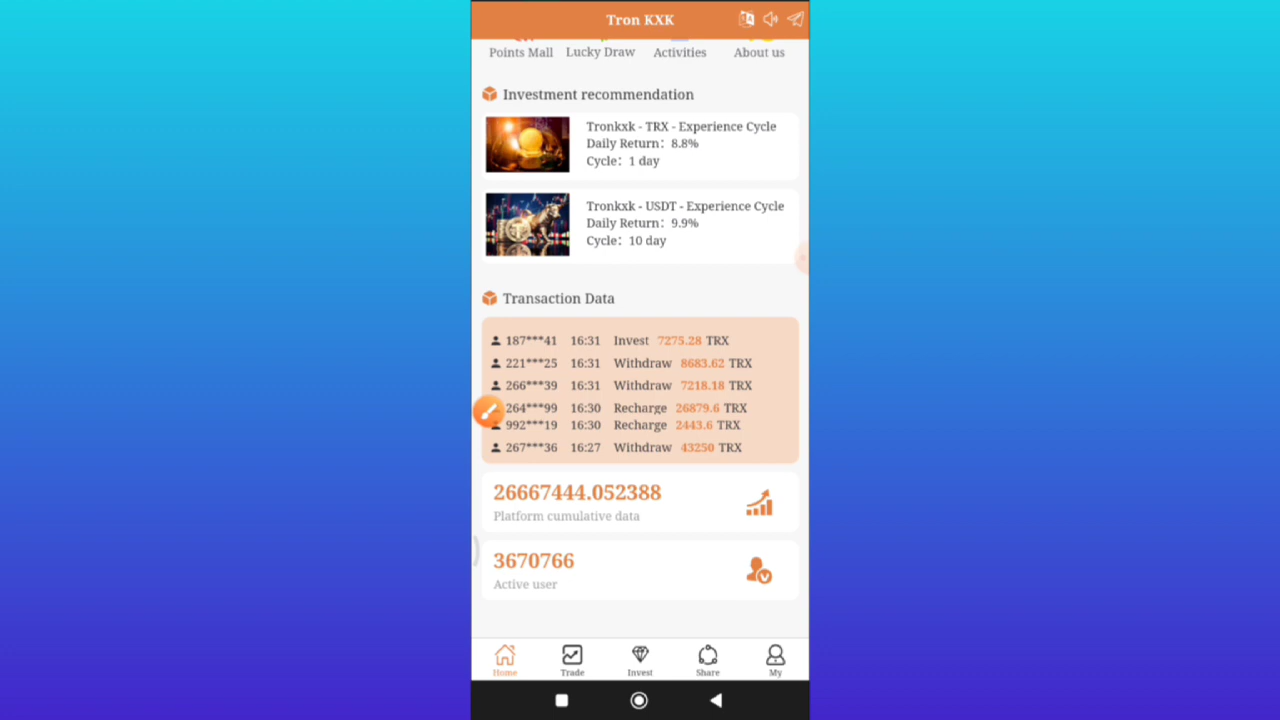 Tron KXK
Points Mall Lucky Draw Activities About us
Investment recommendation
Tronkxk - TRX - Experience Cycle
Daily Return: 8.8%
Cycle: 1 day
Tronkxk - USDT - Experience Cycle
Daily Return: 9.9%
Cycle: 10 day
Transaction Data
187***41 16:31 Invest 7275.28 TRX
221***25 16:31 Withdraw 8683.62 TRX
266***39 16:31 Withdraw 7218.18 TRX
264***99 16:30 Recharge 26879.6 TRX
992***19 16:30 Recharge 2443.6 TRX
267***36 16:27 Withdraw 43250 TRX
26667444.052388
Platform cumulative data
3670766
Active user
Home Trade Invest Share My